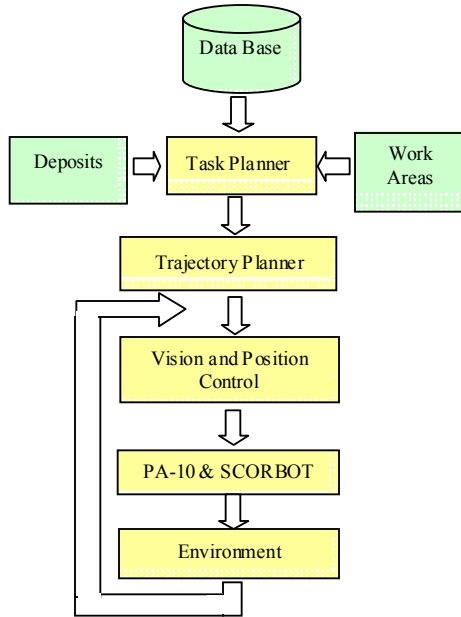 Data Base
Deposits
Task Planner
Work
Areas
Trajectory Planner
Vision and Position
Control
PA-10 & SCORBOT
Environment